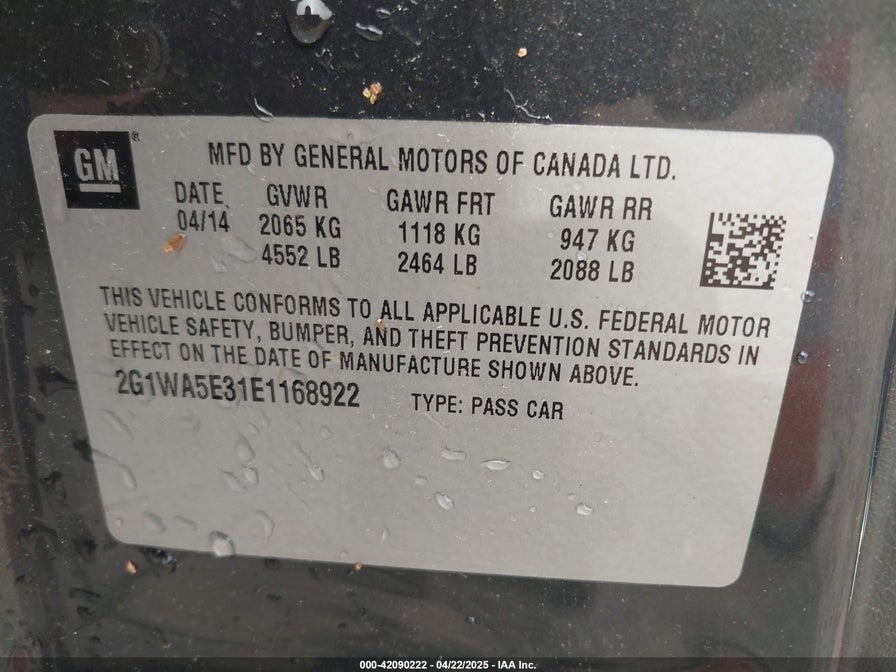 GM®
MFD BY GENERAL MOTORS OF CANADA LTD.
DATE GVWR GAWR FRT GAWR RR
04/14 2065 KG 1118 KG 947 KG
4552 LB 2464 LB 2088 LB
THIS VEHICLE CONFORMS TO ALL APPLICABLE U.S. FEDERAL MOTOR
VEHICLE SAFETY, BUMPER, AND THEFT PREVENTION STANDARDS IN
EFFECT ON THE DATE OF MANUFACTURE SHOWN ABOVE.
2G1WA5E31E1168922 TYPE: PASS CAR
000-42090222 - 04/22/2025 - IAA Inc.